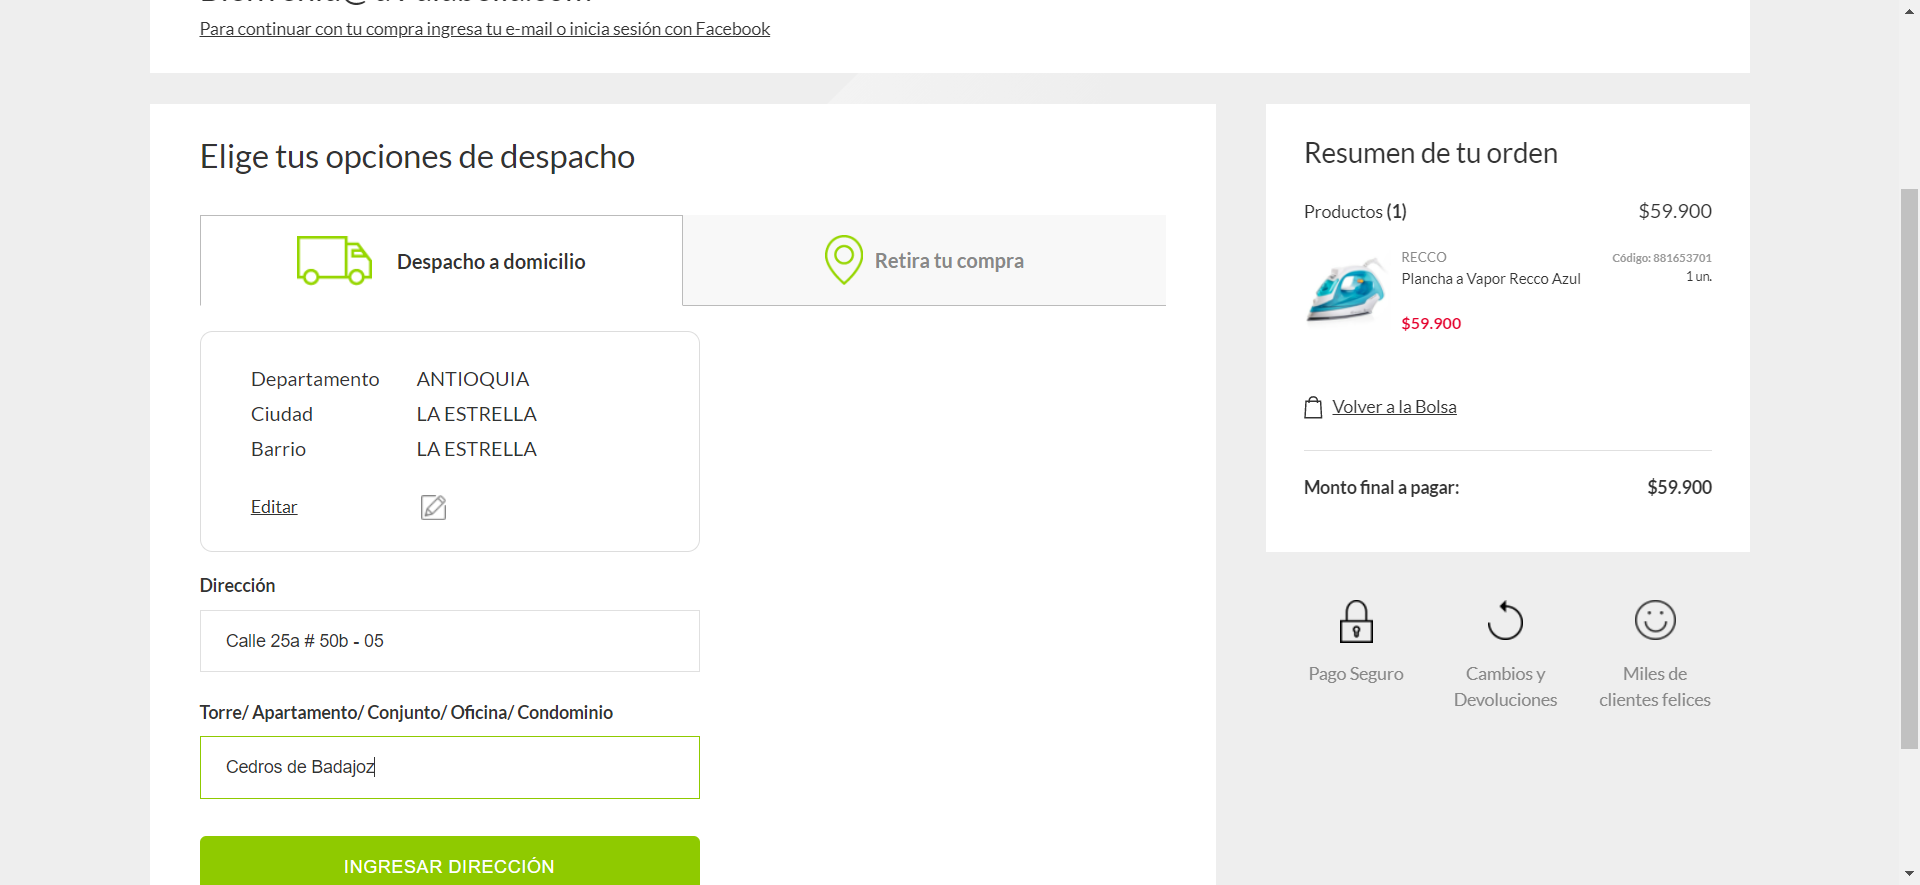 Para continuar con tu compra ingresa tu e-mail o inicia sesión con Facebook
Elige tus opciones de despacho
Despacho a domicilio
Retira tu compra
Departamento ANTIOQUIA
Ciudad LA ESTRELLA
Barrio LA ESTRELLA
Editar
Dirección
Calle 25a # 50b - 05
Torre/ Apartamento/ Conjunto/ Oficina/ Condominio
Cedros de Badajoz
INGRESAR DIRECCIÓN
Resumen de tu orden
Productos (1) $59.900
RECCO Código: 881653701
Plancha a Vapor Recco Azul 1 un.
$59.900
Volver a la Bolsa
Monto final a pagar: $59.900
Pago Seguro
Cambios y
Devoluciones
Miles de
clientes felices